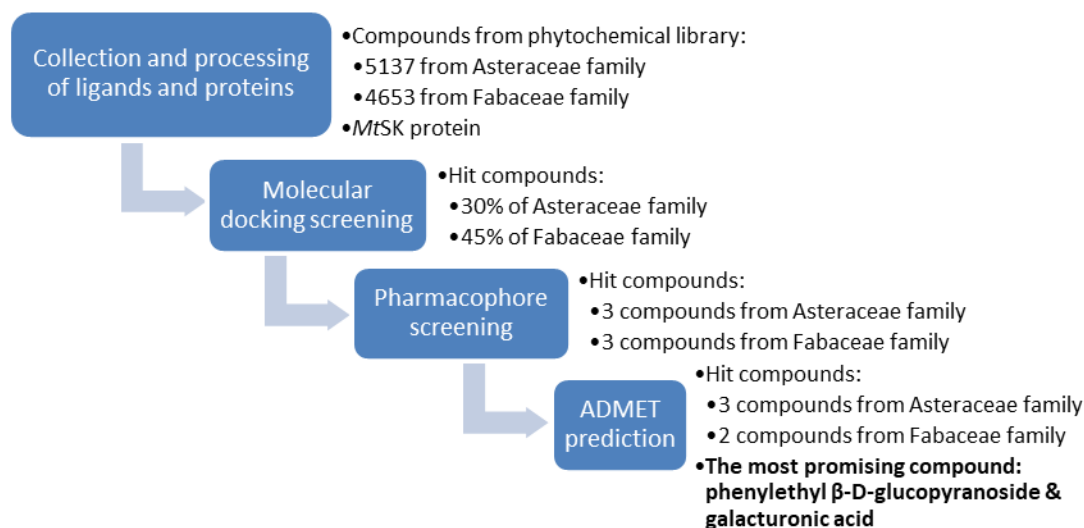 Collection and processing
of ligands and proteins
•Compounds from phytochemical library:
•5137 from Asteraceae family
•4653 from Fabaceae family
•MtSK protein
Molecular
docking screening
•Hit compounds:
•30% of Asteraceae family
•45% of Fabaceae family
Pharmacophore
screening
•Hit compounds:
•3 compounds from Asteraceae family
•3 compounds from Fabaceae family
ADMET
prediction
•Hit compounds:
•3 compounds from Asteraceae family
•2 compounds from Fabaceae family
•The most promising compound:
phenylethyl β-D-glucopyranoside &
galacturonic acid